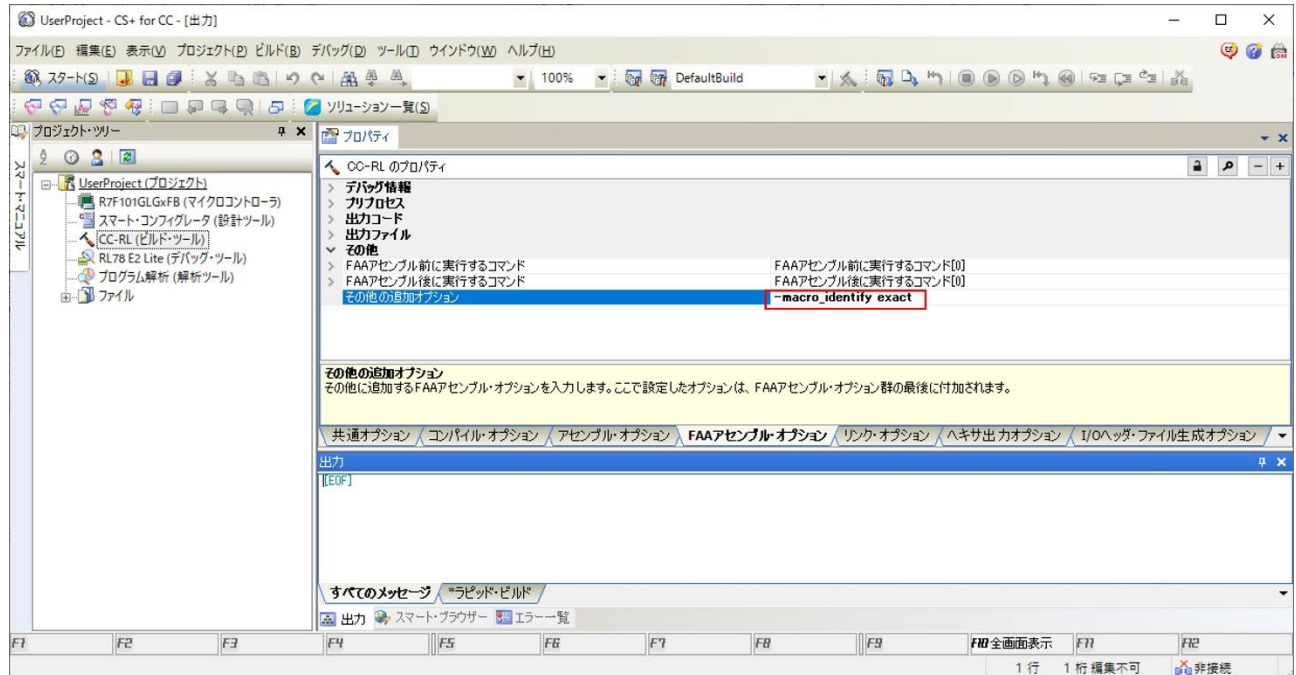 UserProject - CS+ for CC - [出力]
ファイル(F) 編集(E) 表示(V) プロジェクト(P) ビルド(B) デバッグ(D) ツール(T) ウインドウ(W) ヘルプ(H)
スタート(S) 100% DefaultBuild
ソリューション一覧(S)
プロジェクト・ツリー
プロパティ
スマート・マニュアル
UserProject (プロジェクト)
R7F101GLGxFB (マイクロコントローラ)
スマート・コンフィグレータ (設計ツール)
CC-RL (ビルド・ツール)
RL78 E2 Lite (デバッグ・ツール)
プログラム解析 (解析ツール)
ファイル
CC-RL のプロパティ
デバッグ情報
プリプロセス
出力コード
出力ファイル
その他
FAAアセンブル前に実行するコマンド FAAアセンブル前に実行するコマンド[0]
FAAアセンブル後に実行するコマンド FAAアセンブル後に実行するコマンド[0]
その他の追加オプション -macro_identify exact
その他の追加オプション
その他に追加するFAAアセンブル・オプションを入力します。ここで設定したオプションは、FAAアセンブル・オプション群の最後に付加されます。
共通オプション コンパイル・オプション アセンブル・オプション FAAアセンブル・オプション リンク・オプション ヘキサ出力オプション I/Oヘッダ・ファイル生成オプション
出力
[EOF]
すべてのメッセージ *ラピッド・ビルド
出力 スマート・ブラウザー エラー一覧
F1 F2 F3 F4 F5 F6 F7 F8 F9 F10 全画面表示 F11 F12
1 行 1 桁 編集不可 非接続